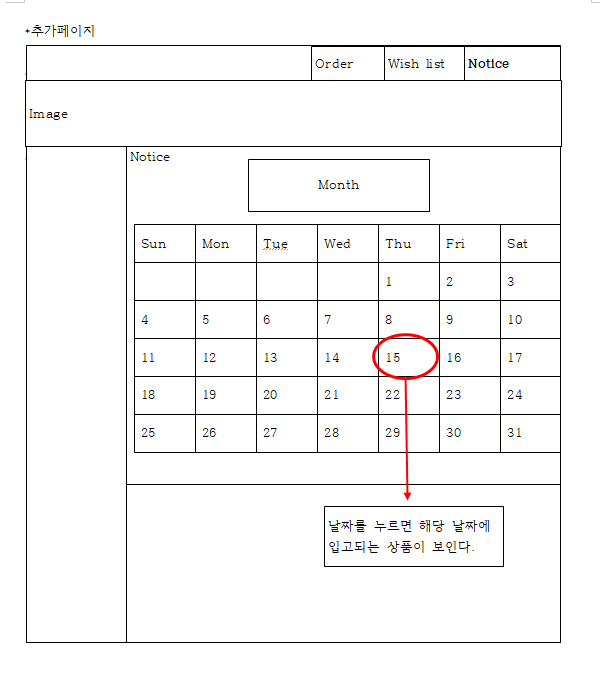 *추가페이지
Order Wish list Notice
Image
Notice
Month
Sun Mon Tue Wed Thu Fri Sat
1 2 3
4 5 6 7 8 9 10
11 12 13 14 15 16 17
18 19 20 21 22 23 24
25 26 27 28 29 30 31
날짜를 누르면 해당 날짜에
입고되는 상품이 보인다.